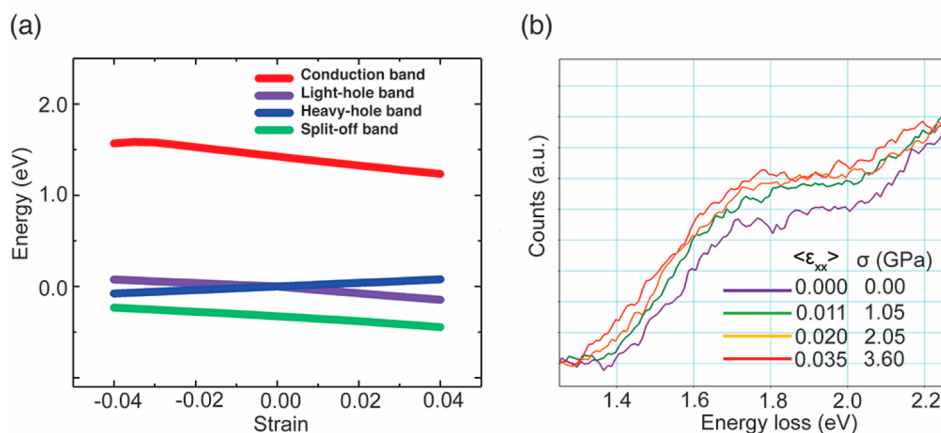 (a)
Energy (eV)
2.0
1.0
0.0
Conduction band
Light-hole band
Heavy-hole band
Split-off band
-0.04 -0.02 0.00 0.02 0.04
Strain
(b)
Counts (a.u.)
<ε_xx> σ (GPa)
0.000 0.00
0.011 1.05
0.020 2.05
0.035 3.60
1.4 1.6 1.8 2.0 2.2
Energy loss (eV)